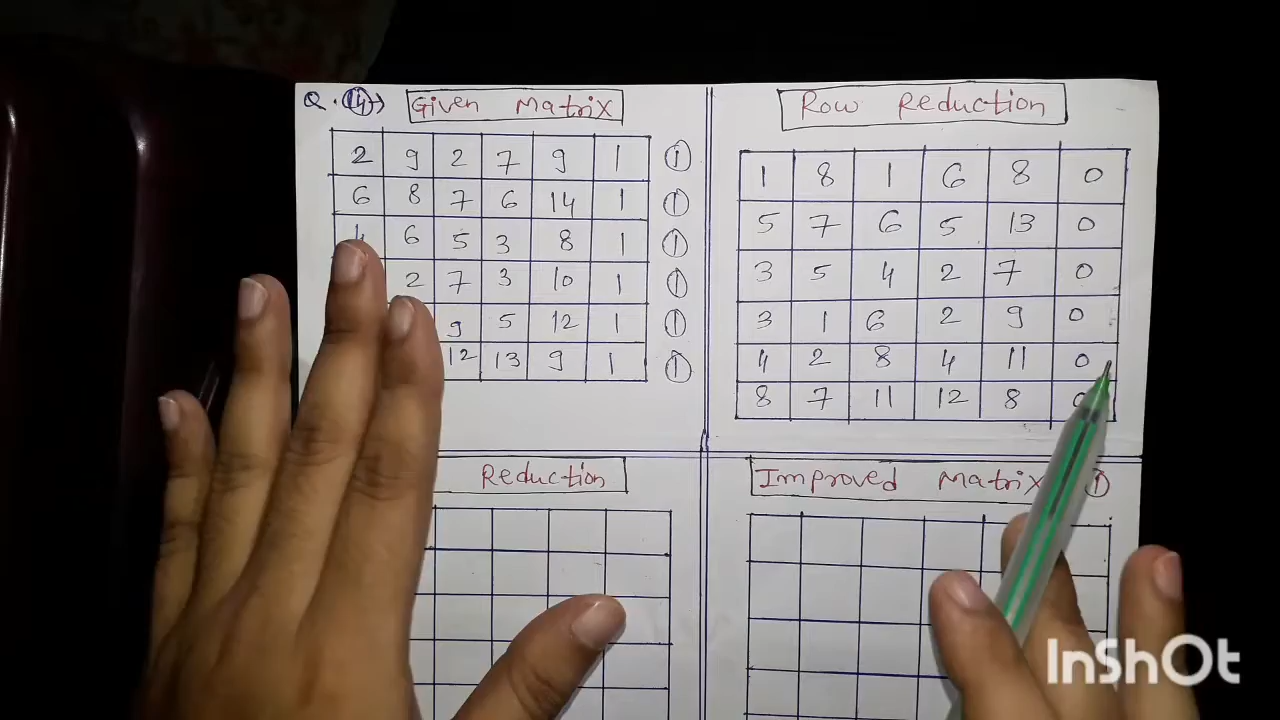 Q. 14→ Given Matrix
2 9 2 7 9 1 ①
6 8 7 6 14 1 ①
6 5 3 8 1 ①
2 7 3 10 1 ①
9 5 12 1 ①
12 13 9 1 ①
Row Reduction
1 8 1 6 8 0
5 7 6 5 13 0
3 5 4 2 7 0
3 1 6 2 9 0
4 2 8 4 11 0
8 7 11 12 8
Reduction
Improved Matrix
InShOt